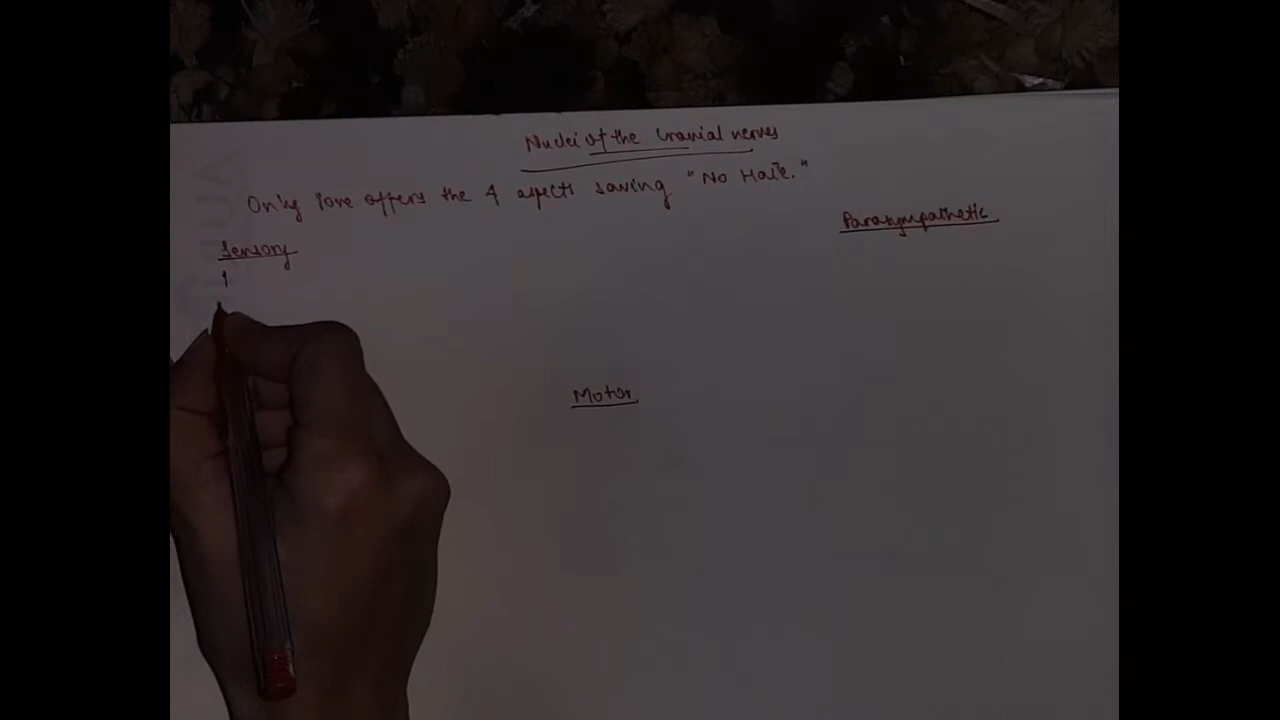 Nuclei of the cranial nerves
Only love offers the 4 aspects saving "No Hate."
Parasympathetic
Sensory
1
Motor